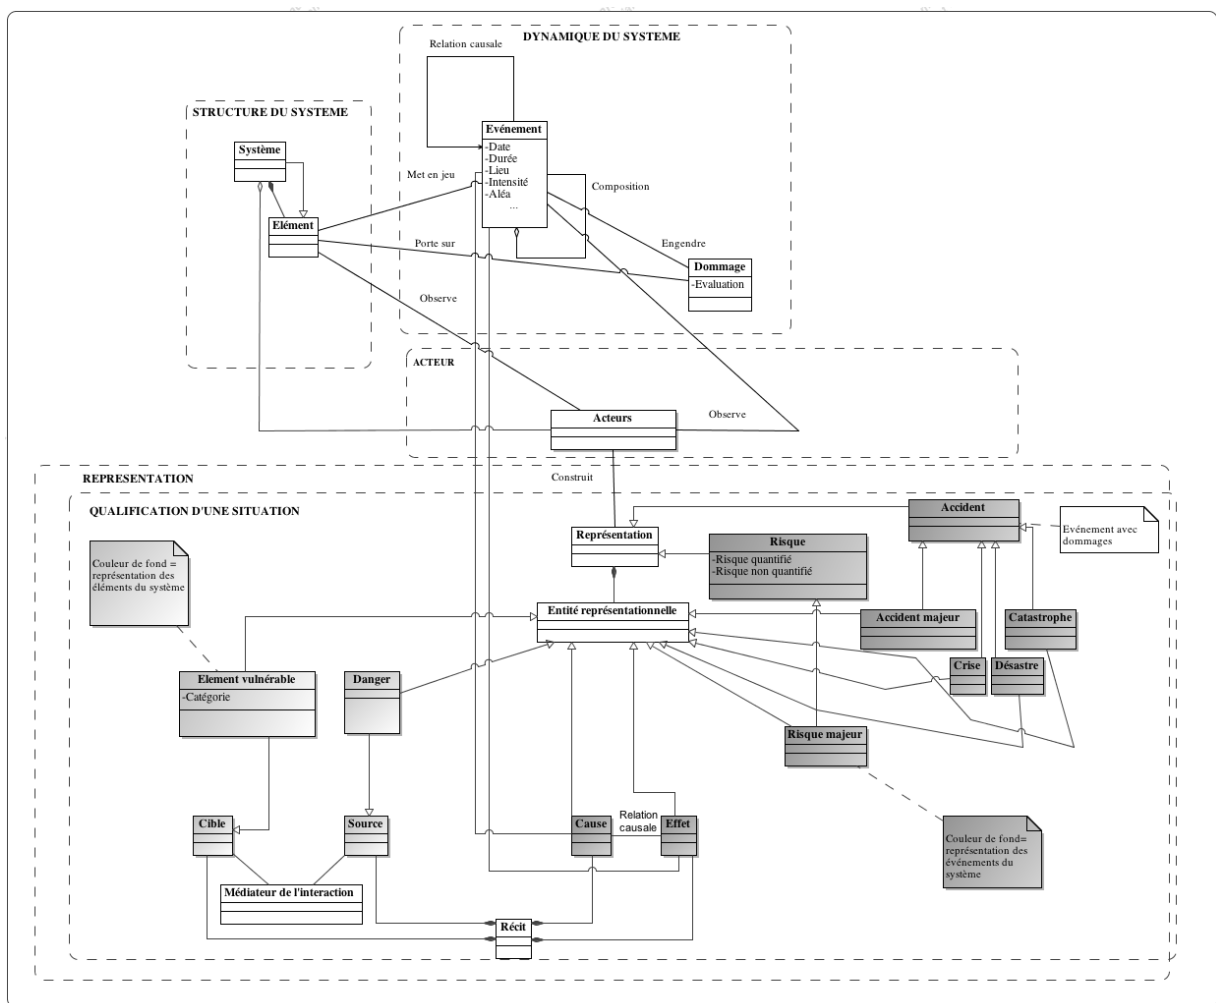 DYNAMIQUE DU SYSTEME
Relation causale
STRUCTURE DU SYSTEME
Evénement
-Date
-Durée
-Lieu
-Intensité
-Aléa
...
Système
Met en jeu
Composition
Elément
Porte sur
Engendre
Dommage
-Evaluation
Observe
ACTEUR
Acteurs
Observe
REPRESENTATION
Construit
QUALIFICATION D'UNE SITUATION
Accident
Evénement avec
dommages
Représentation
Risque
-Risque quantifié
-Risque non quantifié
Couleur de fond =
représentation des
éléments du système
Entité représentationnelle
Accident majeur
Catastrophe
Crise
Désastre
Element vulnérable
-Catégorie
Danger
Risque majeur
Cible
Source
Cause
Relation
causale
Effet
Couleur de fond=
représentation des
événements du
système
Médiateur de l'interaction
Récit